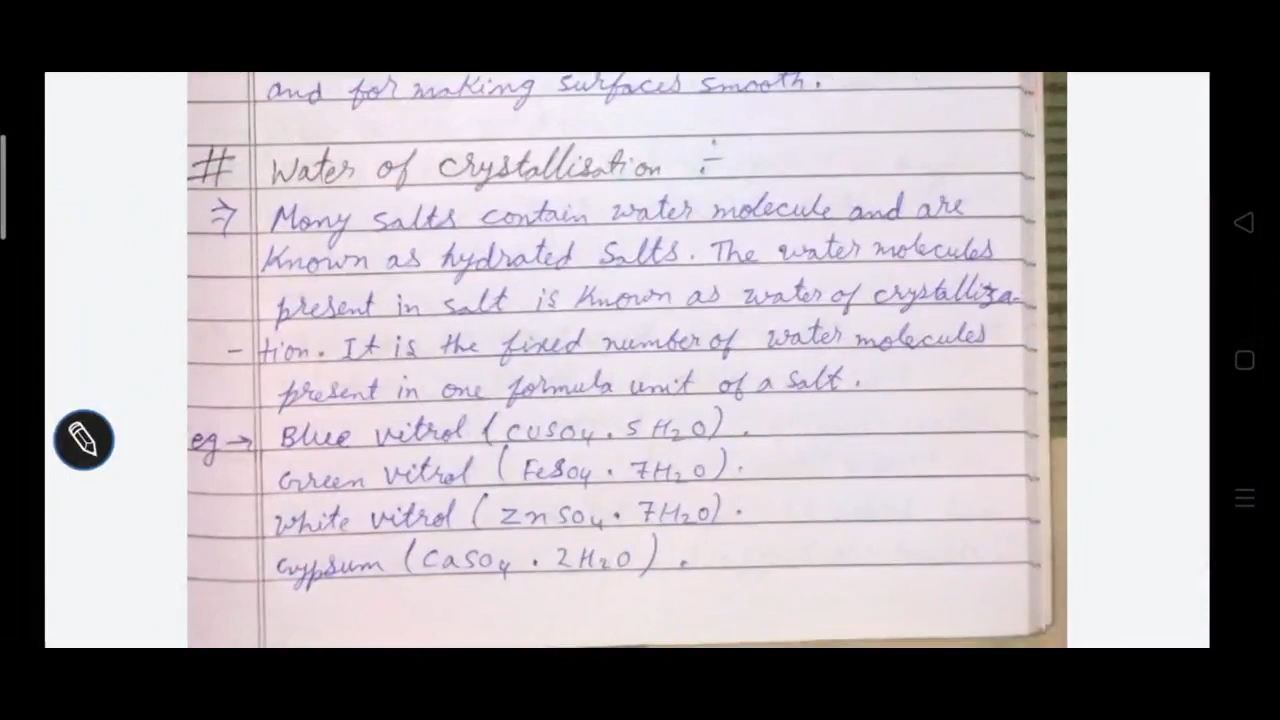 and for making surfaces smooth.
# Water of crystallisation :-
⇒ Many salts contain water molecule and are
known as hydrated salts. The water molecules
present in salt is known as water of crystalliza-
- tion. It is the fixed number of water molecules
present in one formula unit of a salt.
eg → Blue vitrol (CuSO4 . 5H2O) .
Green vitrol (FeSO4 . 7H2O) .
White vitrol (ZnSO4 . 7H2O) .
Gypsum (CaSO4 . 2H2O) .